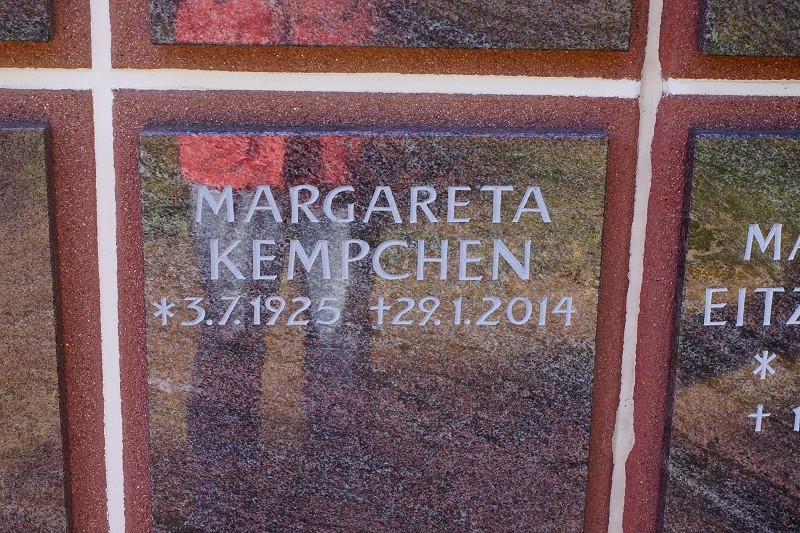 MARGARETA
KEMPCHEN
*3.7.1925 †29.1.2014